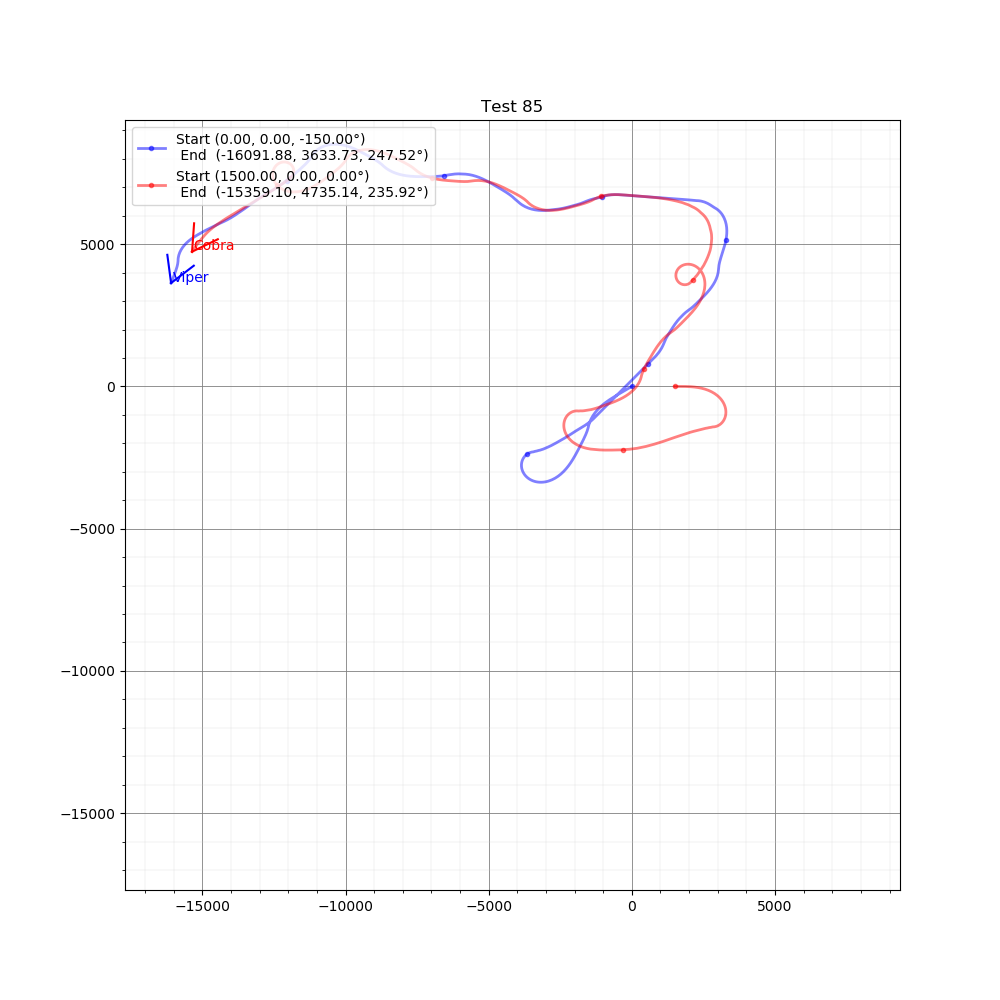 Test 85
Start (0.00, 0.00, -150.00°)
End (-16091.88, 3633.73, 247.52°)
Start (1500.00, 0.00, 0.00°)
End (-15359.10, 4735.14, 235.92°)
Cobra
Viper
5000
0
−5000
−10000
−15000
−15000 −10000 −5000 0 5000